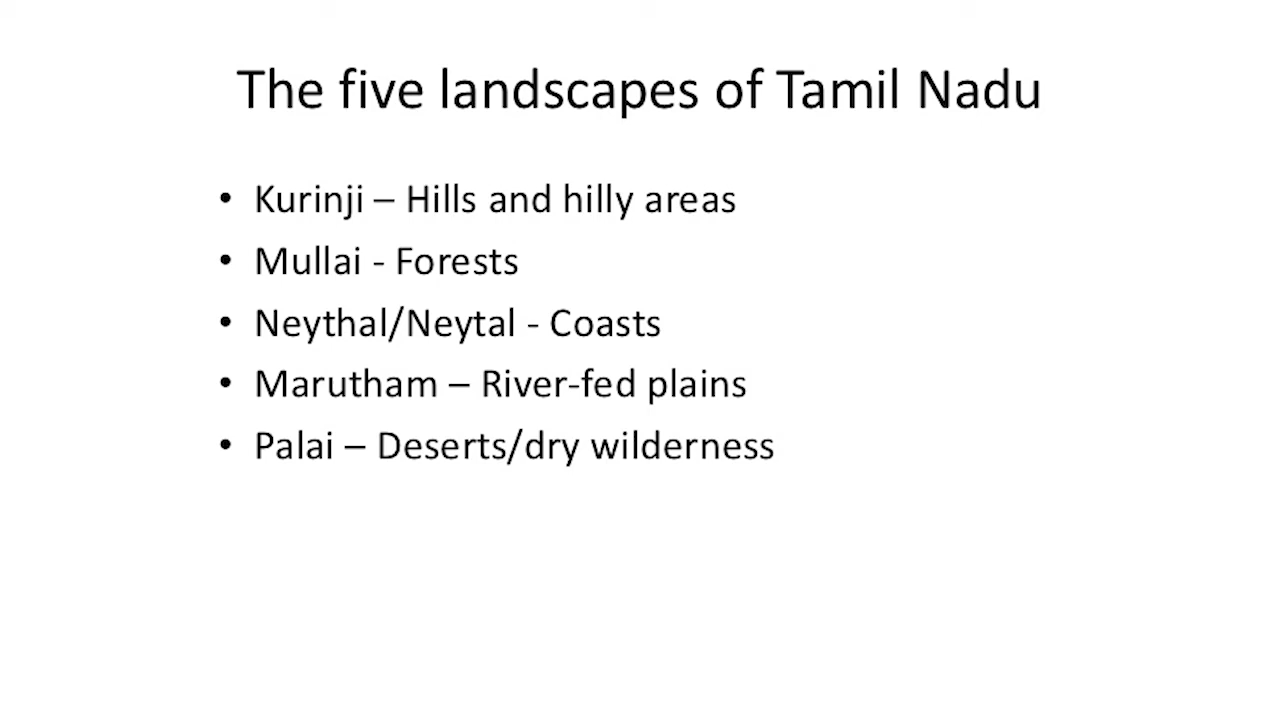 The five landscapes of Tamil Nadu
• Kurinji – Hills and hilly areas
• Mullai - Forests
• Neythal/Neytal - Coasts
• Marutham – River-fed plains
• Palai – Deserts/dry wilderness